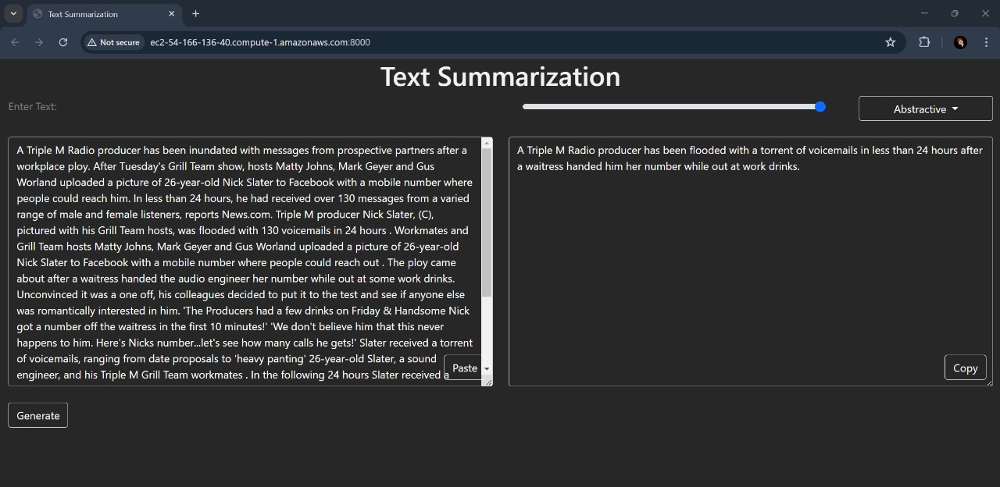 Text Summarization
Not secure
ec2-54-166-136-40.compute-1.amazonaws.com:8000
Text Summarization
Enter Text:
Abstractive
A Triple M Radio producer has been inundated with messages from prospective partners after a
workplace ploy. After Tuesday's Grill Team show, hosts Matty Johns, Mark Geyer and Gus
Worland uploaded a picture of 26-year-old Nick Slater to Facebook with a mobile number where
people could reach him. In less than 24 hours, he had received over 130 messages from a varied
range of male and female listeners, reports News.com. Triple M producer Nick Slater, (C),
pictured with his Grill Team hosts, was flooded with 130 voicemails in 24 hours . Workmates and
Grill Team hosts Matty Johns, Mark Geyer and Gus Worland uploaded a picture of 26-year-old
Nick Slater to Facebook with a mobile number where people could reach out . The ploy came
about after a waitress handed the audio engineer her number while out at some work drinks.
Unconvinced it was a one off, his colleagues decided to put it to the test and see if anyone else
was romantically interested in him. 'The Producers had a few drinks on Friday & Handsome Nick
got a number off the waitress in the first 10 minutes!' 'We don't believe him that this never
happens to him. Here's Nicks number...let's see how many calls he gets!' Slater received a torrent
of voicemails, ranging from date proposals to 'heavy panting' 26-year-old Slater, a sound
engineer, and his Triple M Grill Team workmates . In the following 24 hours Slater received a
Paste
A Triple M Radio producer has been flooded with a torrent of voicemails in less than 24 hours after
a waitress handed him her number while out at work drinks.
Copy
Generate